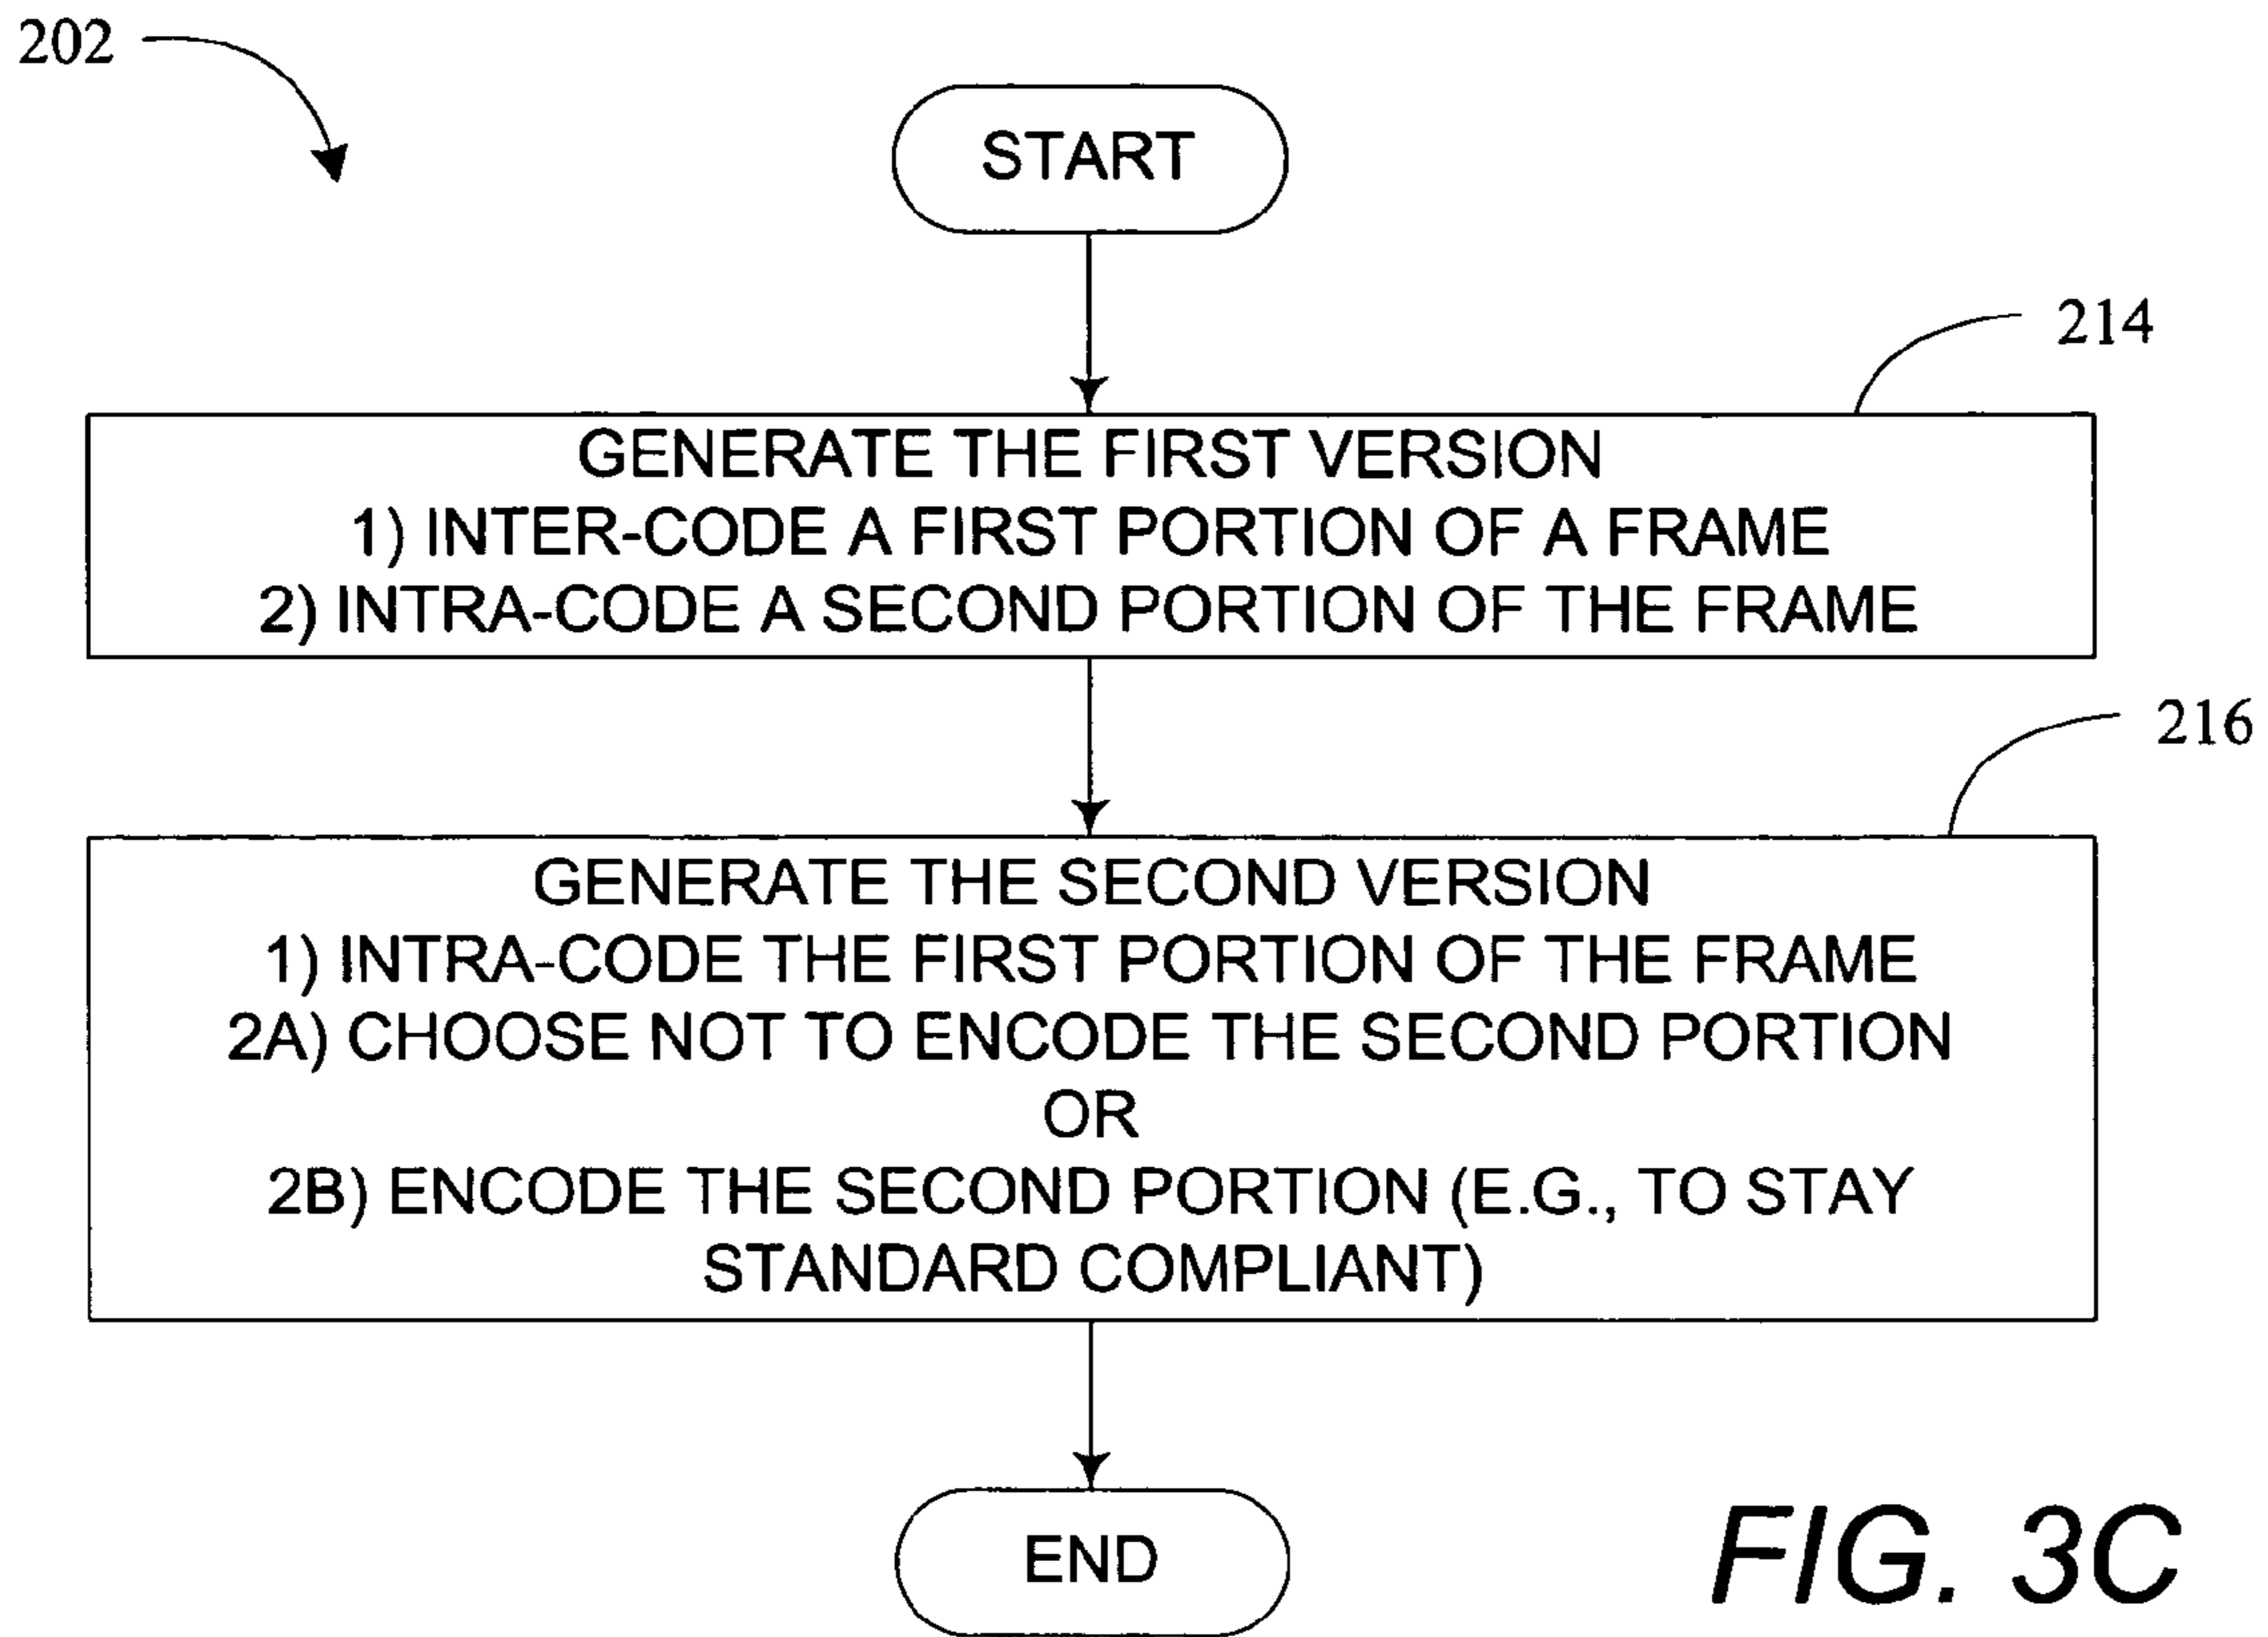 202
START
214
GENERATE THE FIRST VERSION
1) INTER-CODE A FIRST PORTION OF A FRAME
2) INTRA-CODE A SECOND PORTION OF THE FRAME
216
GENERATE THE SECOND VERSION
1) INTRA-CODE THE FIRST PORTION OF THE FRAME
2A) CHOOSE NOT TO ENCODE THE SECOND PORTION
OR
2B) ENCODE THE SECOND PORTION (E.G., TO STAY
STANDARD COMPLIANT)
END
FIG. 3C